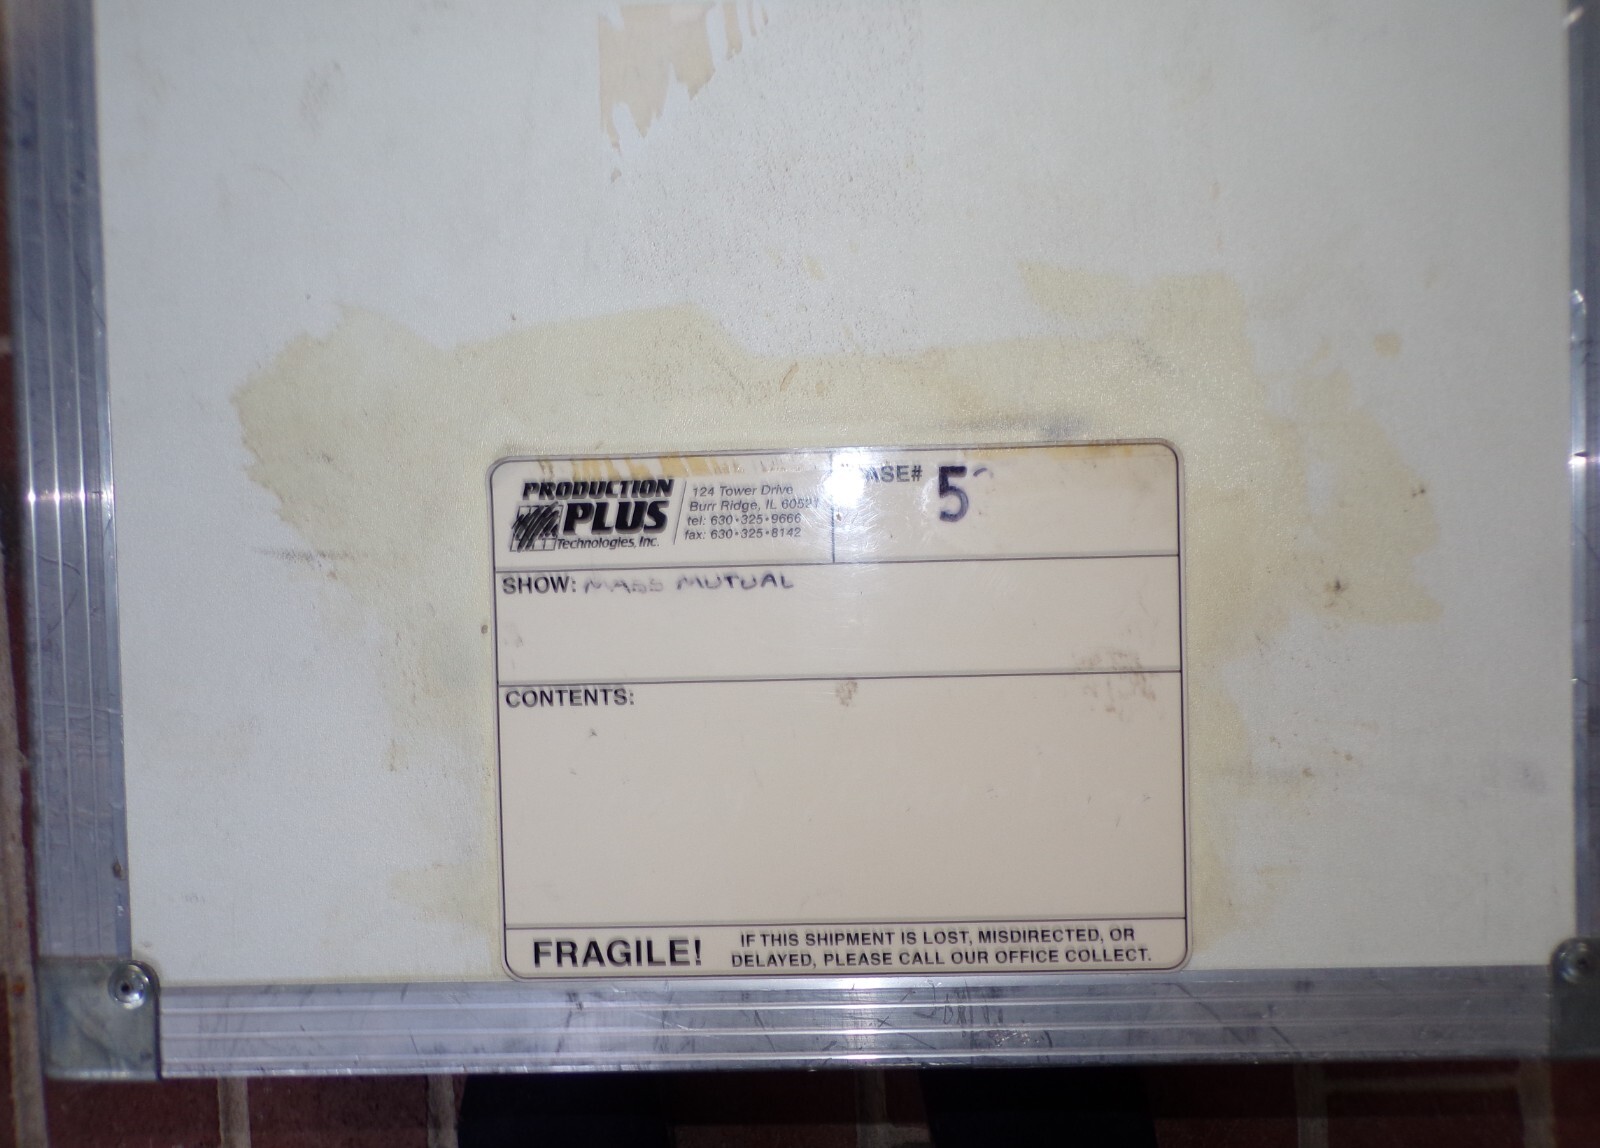 PRODUCTION
PLUS
Technologies, Inc.
124 Tower Drive
Burr Ridge, IL
tel: 630•325•9666
fax: 630•325•8142
5
SHOW: MASS MUTUAL
CONTENTS:
FRAGILE!
IF THIS SHIPMENT IS LOST, MISDIRECTED, OR
DELAYED, PLEASE CALL OUR OFFICE COLLECT.